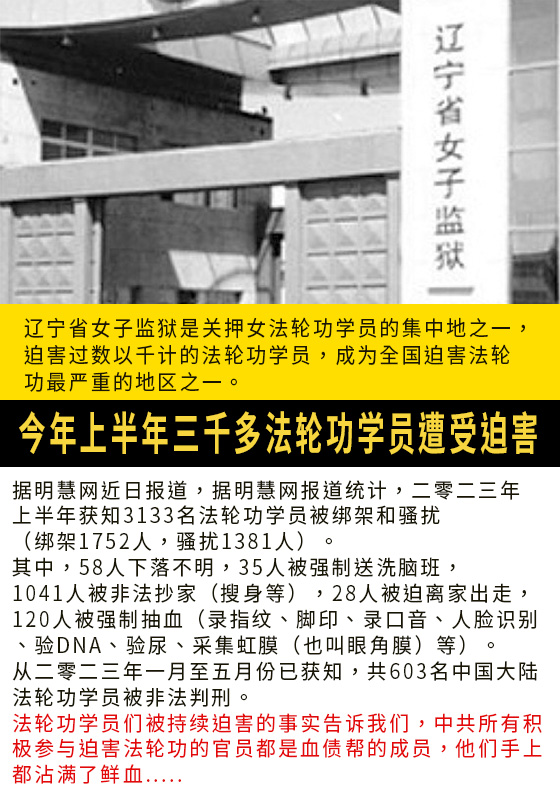 辽宁省女子监狱
辽宁省女子监狱是关押女法轮功学员的集中地之一，
迫害过数以千计的法轮功学员，成为全国迫害法轮
功最严重的地区之一。
今年上半年三千多法轮功学员遭受迫害
据明慧网近日报道，据明慧网报道统计，二零二三年
上半年获知3133名法轮功学员被绑架和骚扰
（绑架1752人，骚扰1381人）。
其中，58人下落不明，35人被强制送洗脑班，
1041人被非法抄家（搜身等），28人被迫离家出走，
120人被强制抽血（录指纹、脚印、录口音、人脸识别
、验DNA、验尿、采集虹膜（也叫眼角膜）等）。
从二零二三年一月至五月份已获知，共603名中国大陆
法轮功学员被非法判刑。
法轮功学员们被持续迫害的事实告诉我们，中共所有积
极参与迫害法轮功的官员都是血债帮的成员，他们手上
都沾满了鲜血.....